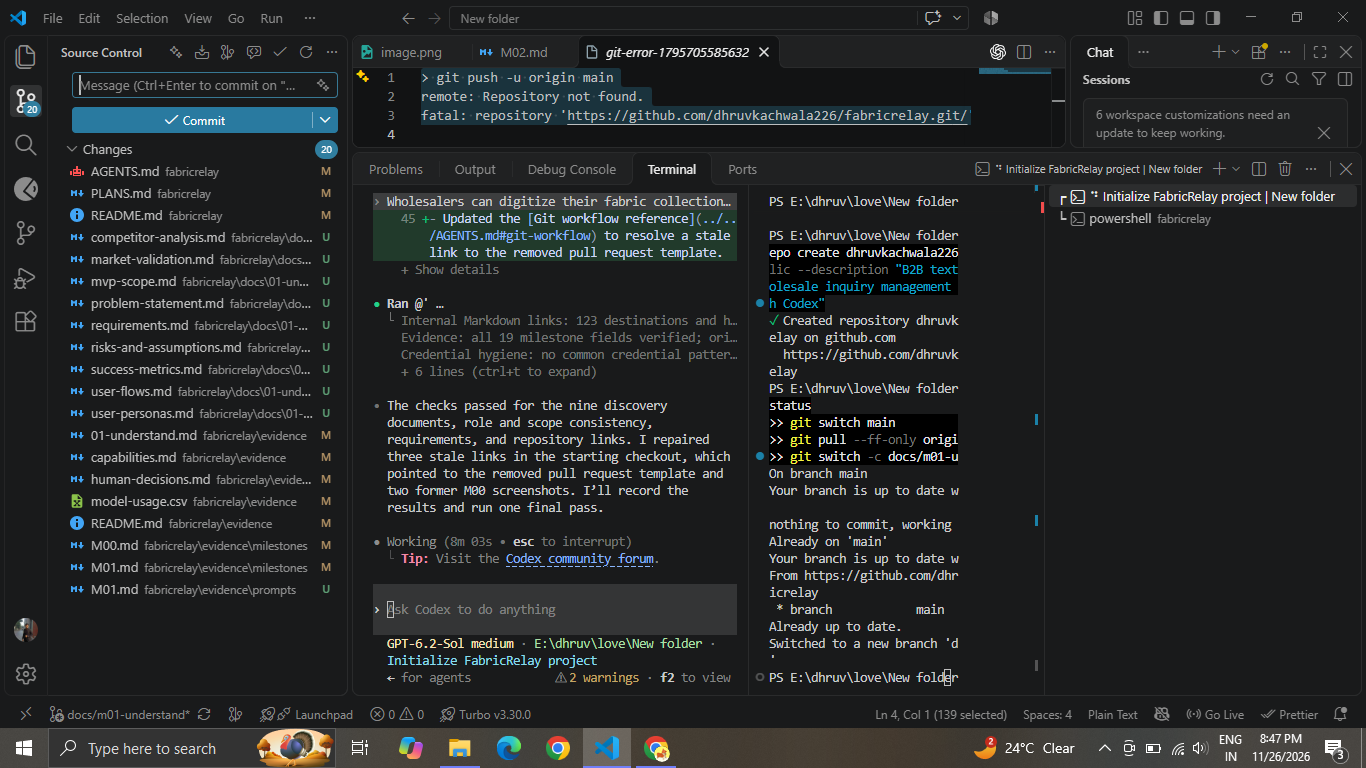 File Edit Selection View Go Run ···
New folder
Source Control
Message (Ctrl+Enter to commit on "...
Commit
Changes 20
AGENTS.md fabricrelay M
PLANS.md fabricrelay M
README.md fabricrelay M
competitor-analysis.md fabricrelay\do... U
market-validation.md fabricrelay\docs... U
mvp-scope.md fabricrelay\docs\01-un... U
problem-statement.md fabricrelay\do... U
requirements.md fabricrelay\docs\01-... U
risks-and-assumptions.md fabricrelay... U
success-metrics.md fabricrelay\docs\0... U
user-flows.md fabricrelay\docs\01-und... U
user-personas.md fabricrelay\docs\01-... U
01-understand.md fabricrelay\evidence M
capabilities.md fabricrelay\evidence M
human-decisions.md fabricrelay\evide... M
model-usage.csv fabricrelay\evidence M
README.md fabricrelay\evidence M
M00.md fabricrelay\evidence\milestones M
M01.md fabricrelay\evidence\milestones M
M01.md fabricrelay\evidence\prompts U
20
image.png
M02.md
git-error-1795705585632
1 > git push -u origin main
2 remote: Repository not found.
3 fatal: repository 'https://github.com/dhruvkachwala226/fabricrelay.git/'
4
Chat ···
Sessions
6 workspace customizations need an
update to keep working.
Problems Output Debug Console Terminal Ports
Initialize FabricRelay project | New folder
› Wholesalers can digitize their fabric collection…
45 +- Updated the [Git workflow reference](../..
/AGENTS.md#git-workflow) to resolve a stale
link to the removed pull request template.
+ Show details
• Ran @' …
└ Internal Markdown links: 123 destinations and h…
Evidence: all 19 milestone fields verified; ori…
Credential hygiene: no common credential patter…
+ 6 lines (ctrl+t to expand)
• The checks passed for the nine discovery
documents, role and scope consistency,
requirements, and repository links. I repaired
three stale links in the starting checkout, which
pointed to the removed pull request template and
two former M00 screenshots. I'll record the
results and run one final pass.
• Working (8m 03s • esc to interrupt)
└ Tip: Visit the Codex community forum.
› Ask Codex to do anything
GPT-6.2-Sol medium · E:\dhruv\love\New folder ·
Initialize FabricRelay project
← for agents ⚠2 warnings · f2 to view
PS E:\dhruv\love\New folder
PS E:\dhruv\love\New folder
epo create dhruvkachwala226
lic --description "B2B text
olesale inquiry management
h Codex"
✓ Created repository dhruvk
elay on github.com
https://github.com/dhruvk
elay
PS E:\dhruv\love\New folder
status
>> git switch main
>> git pull --ff-only origi
>> git switch -c docs/m01-u
On branch main
Your branch is up to date w
nothing to commit, working
Already on 'main'
Your branch is up to date w
From https://github.com/dhr
icrelay
* branch main
Already up to date.
Switched to a new branch 'd
'
PS E:\dhruv\love\New folder
Initialize FabricRelay project | New folder
powershell fabricrelay
docs/m01-understand* Launchpad 0 0 Turbo v3.30.0
Ln 4, Col 1 (139 selected) Spaces: 4 Plain Text Go Live Prettier
Type here to search
2
24°C Clear
ENG
IN
8:47 PM
11/26/2026
3